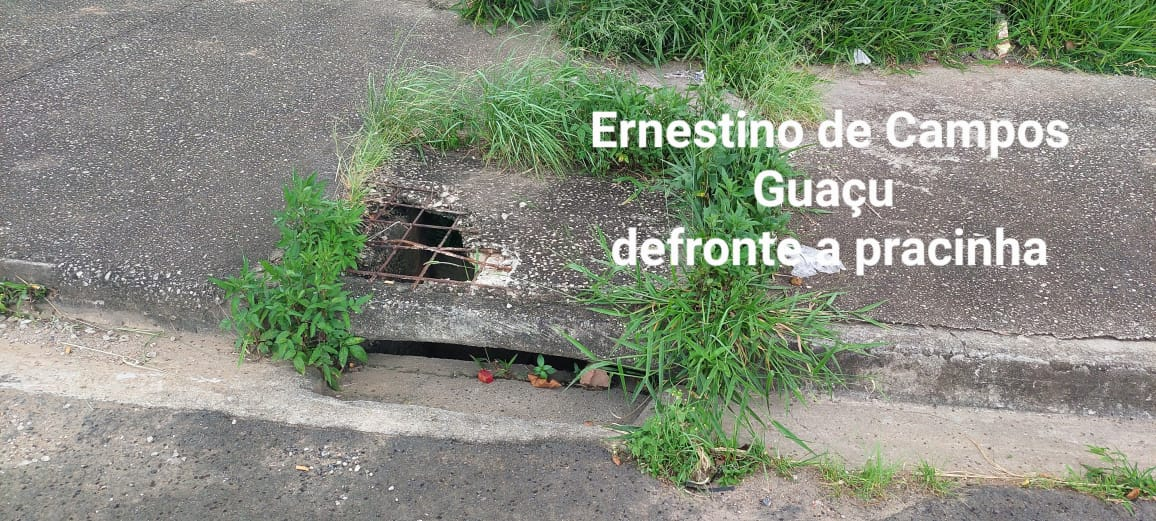 Ernestino de Campos
Guaçu
defronte a pracinha